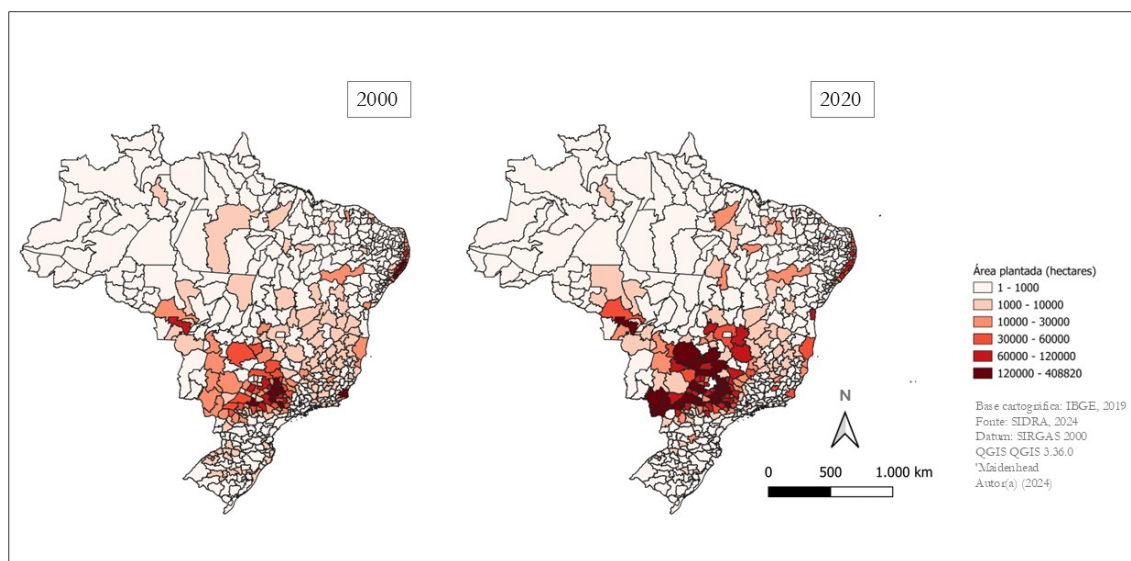 2000
2020
Área plantada (hectares)
1 - 1000
1000 - 10000
10000 - 30000
30000 - 60000
60000 - 120000
120000 - 408820
N
0 500 1.000 km
Base cartográfica: IBGE, 2019
Fonte: SIDRA, 2024
Datum: SIRGAS 2000
QGIS QGIS 3.36.0
'Maidenhead
Autor(a) (2024)